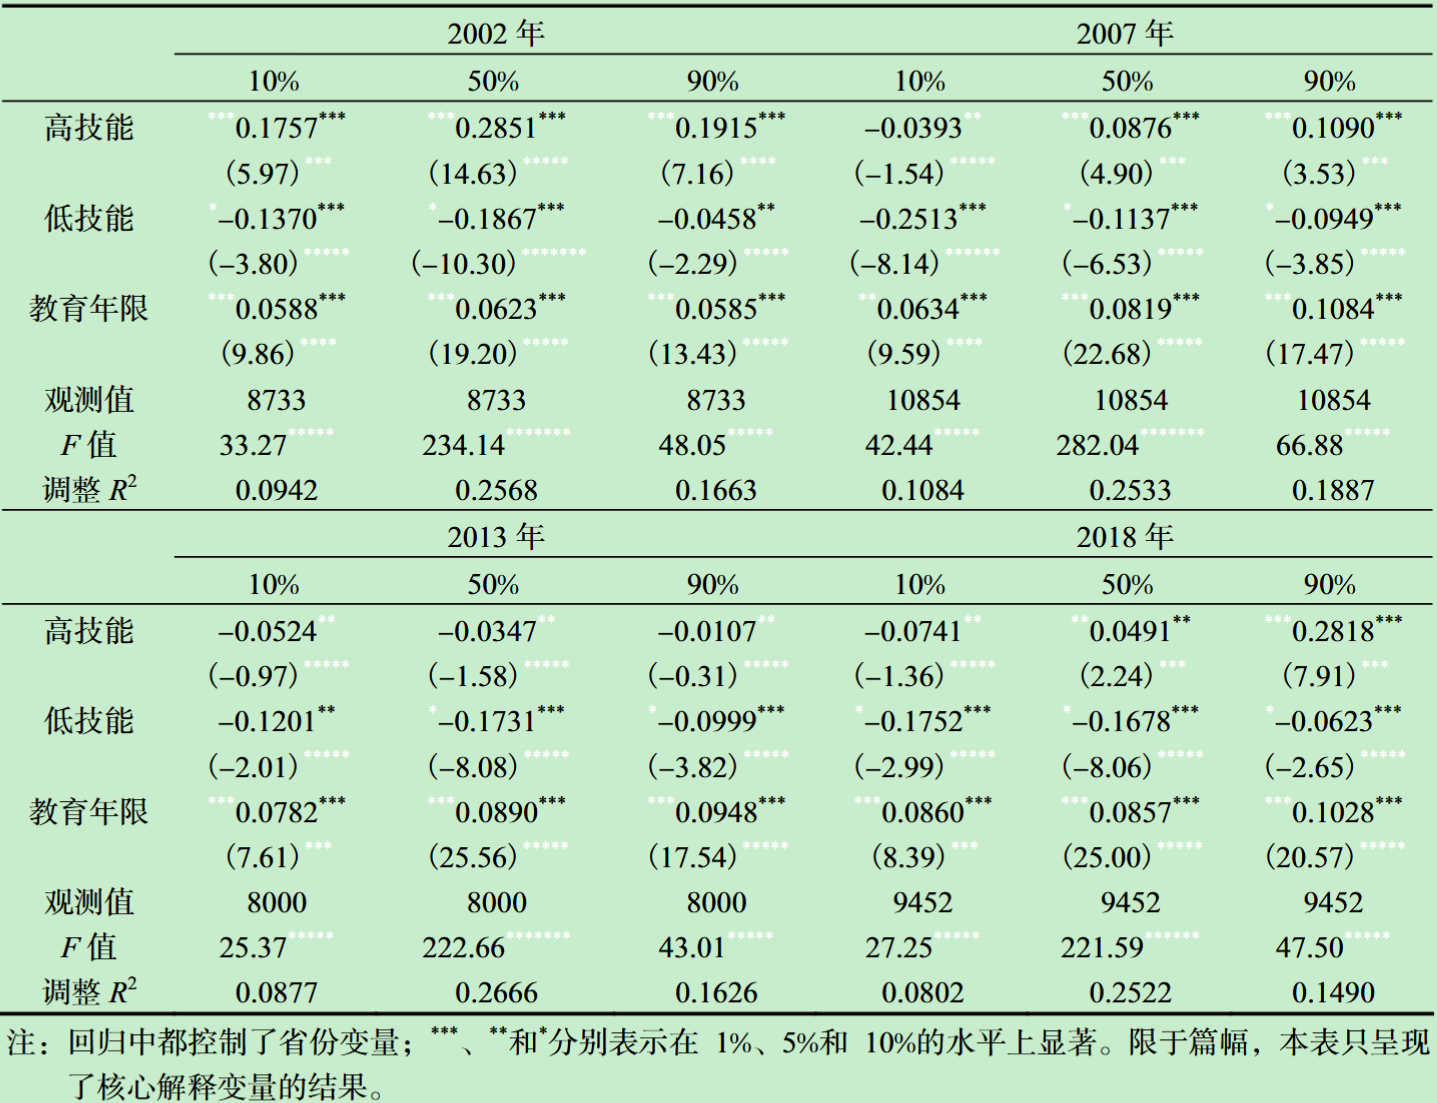 2002 年 2007 年
10% 50% 90% 10% 50% 90%
高技能 0.1757*** 0.2851*** 0.1915*** –0.0393 0.0876*** 0.1090***
(5.97) (14.63) (7.16) (–1.54) (4.90) (3.53)
低技能 –0.1370*** –0.1867*** –0.0458** –0.2513*** –0.1137*** –0.0949***
(–3.80) (–10.30) (–2.29) (–8.14) (–6.53) (–3.85)
教育年限 0.0588*** 0.0623*** 0.0585*** 0.0634*** 0.0819*** 0.1084***
(9.86) (19.20) (13.43) (9.59) (22.68) (17.47)
观测值 8733 8733 8733 10854 10854 10854
F 值 33.27 234.14 48.05 42.44 282.04 66.88
调整 R2 0.0942 0.2568 0.1663 0.1084 0.2533 0.1887
2013 年 2018 年
10% 50% 90% 10% 50% 90%
高技能 –0.0524 –0.0347 –0.0107 –0.0741 0.0491** 0.2818***
(–0.97) (–1.58) (–0.31) (–1.36) (2.24) (7.91)
低技能 –0.1201** –0.1731*** –0.0999*** –0.1752*** –0.1678*** –0.0623***
(–2.01) (–8.08) (–3.82) (–2.99) (–8.06) (–2.65)
教育年限 0.0782*** 0.0890*** 0.0948*** 0.0860*** 0.0857*** 0.1028***
(7.61) (25.56) (17.54) (8.39) (25.00) (20.57)
观测值 8000 8000 8000 9452 9452 9452
F 值 25.37 222.66 43.01 27.25 221.59 47.50
调整 R2 0.0877 0.2666 0.1626 0.0802 0.2522 0.1490
注：回归中都控制了省份变量；***、**和*分别表示在 1%、5%和 10%的水平上显著。限于篇幅，本表只呈现
了核心解释变量的结果。